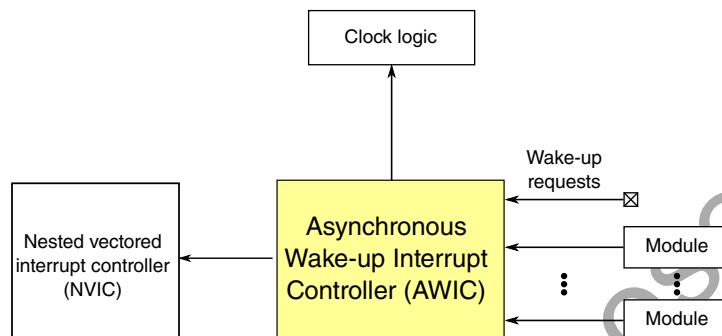 Clock logic
Wake-up
requests
Nested vectored
interrupt controller
(NVIC)
Asynchronous
Wake-up Interrupt
Controller (AWIC)
Module
Module